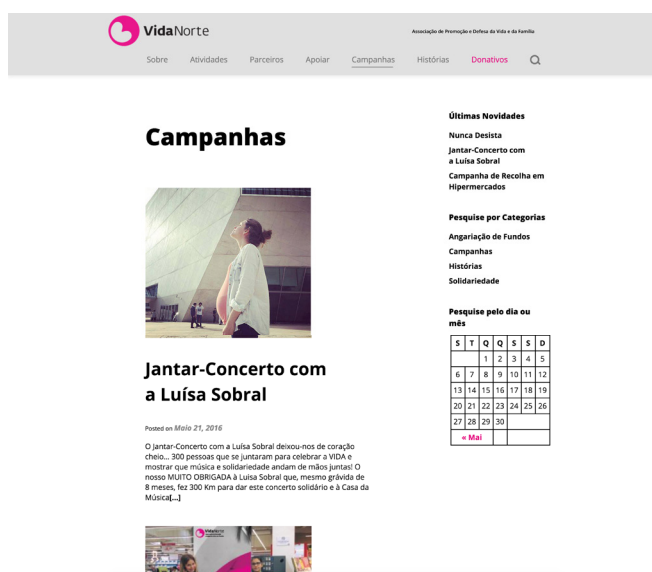 VidaNorte
Associação de Promoção e Defesa da Vida e da Família
Sobre Atividades Parceiros Apoiar Campanhas Histórias Donativos
Campanhas
Jantar-Concerto com
a Luísa Sobral
Posted on Maio 21, 2016
O Jantar-Concerto com a Luísa Sobral deixou-nos de coração
cheio... 300 pessoas que se juntaram para celebrar a VIDA e
mostrar que música e solidariedade andam de mãos juntas! O
nosso MUITO OBRIGADA à Luisa Sobral que, mesmo grávida de
8 meses, fez 300 Km para dar este concerto solidário e à Casa da
Música[...]
VidaNorte
Últimas Novidades
Nunca Desista
Jantar-Concerto com
a Luísa Sobral
Campanha de Recolha em
Hipermercados
Pesquise por Categorias
Angariação de Fundos
Campanhas
Histórias
Solidariedade
Pesquise pelo dia ou
mês
S T Q Q S S D
1 2 3 4 5
6 7 8 9 10 11 12
13 14 15 16 17 18 19
20 21 22 23 24 25 26
27 28 29 30
« Mai